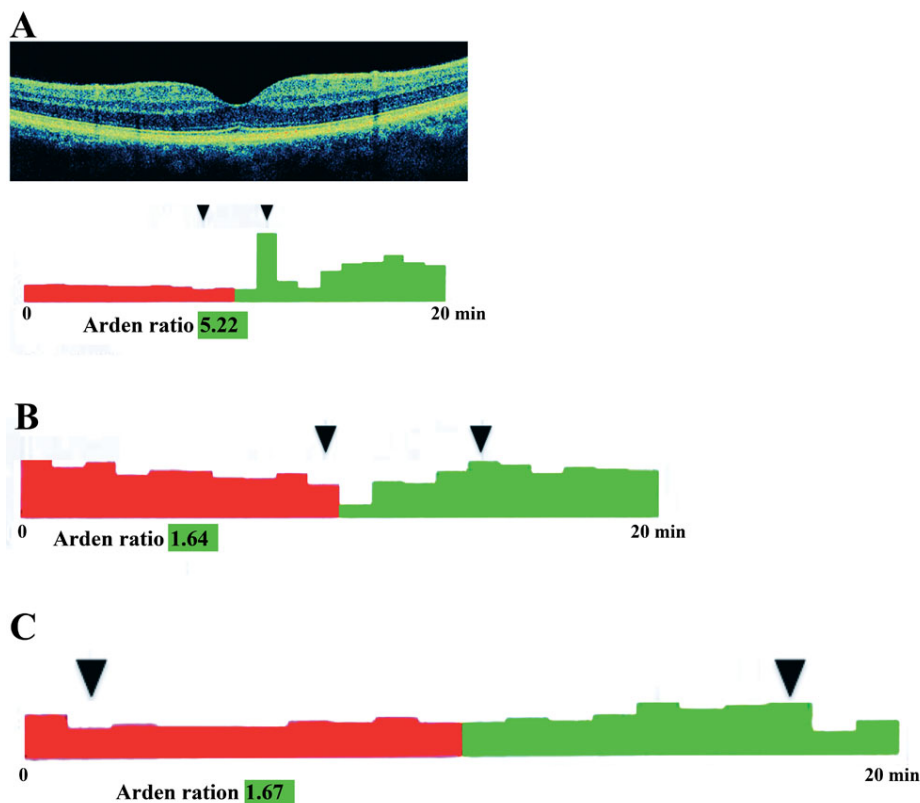 A
0 20 min
Arden ratio 5.22
B
0 20 min
Arden ratio 1.64
C
0 20 min
Arden ration 1.67